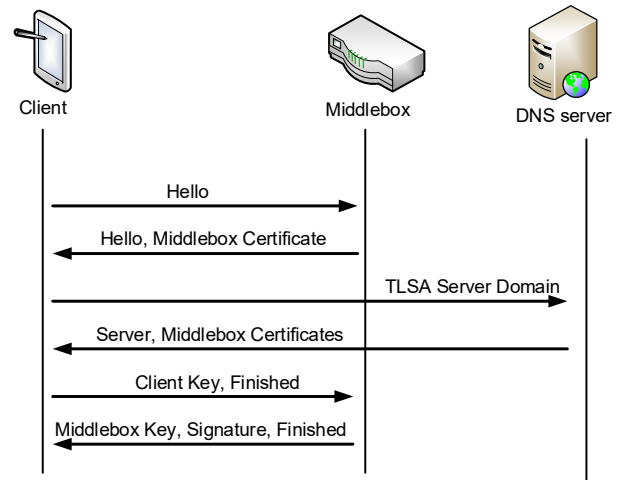 Client
Middlebox
DNS server
Hello
Hello, Middlebox Certificate
TLSA Server Domain
Server, Middlebox Certificates
Client Key, Finished
Middlebox Key, Signature, Finished